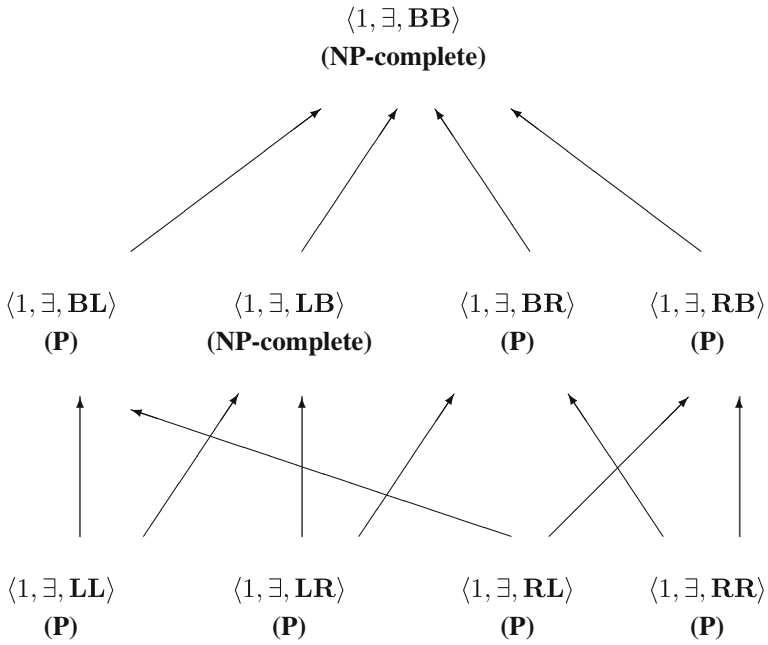 ⟨1, ∃, BB⟩
(NP-complete)
⟨1, ∃, BL⟩ ⟨1, ∃, LB⟩ ⟨1, ∃, BR⟩ ⟨1, ∃, RB⟩
(P) (NP-complete) (P) (P)
⟨1, ∃, LL⟩ ⟨1, ∃, LR⟩ ⟨1, ∃, RL⟩ ⟨1, ∃, RR⟩
(P) (P) (P) (P)